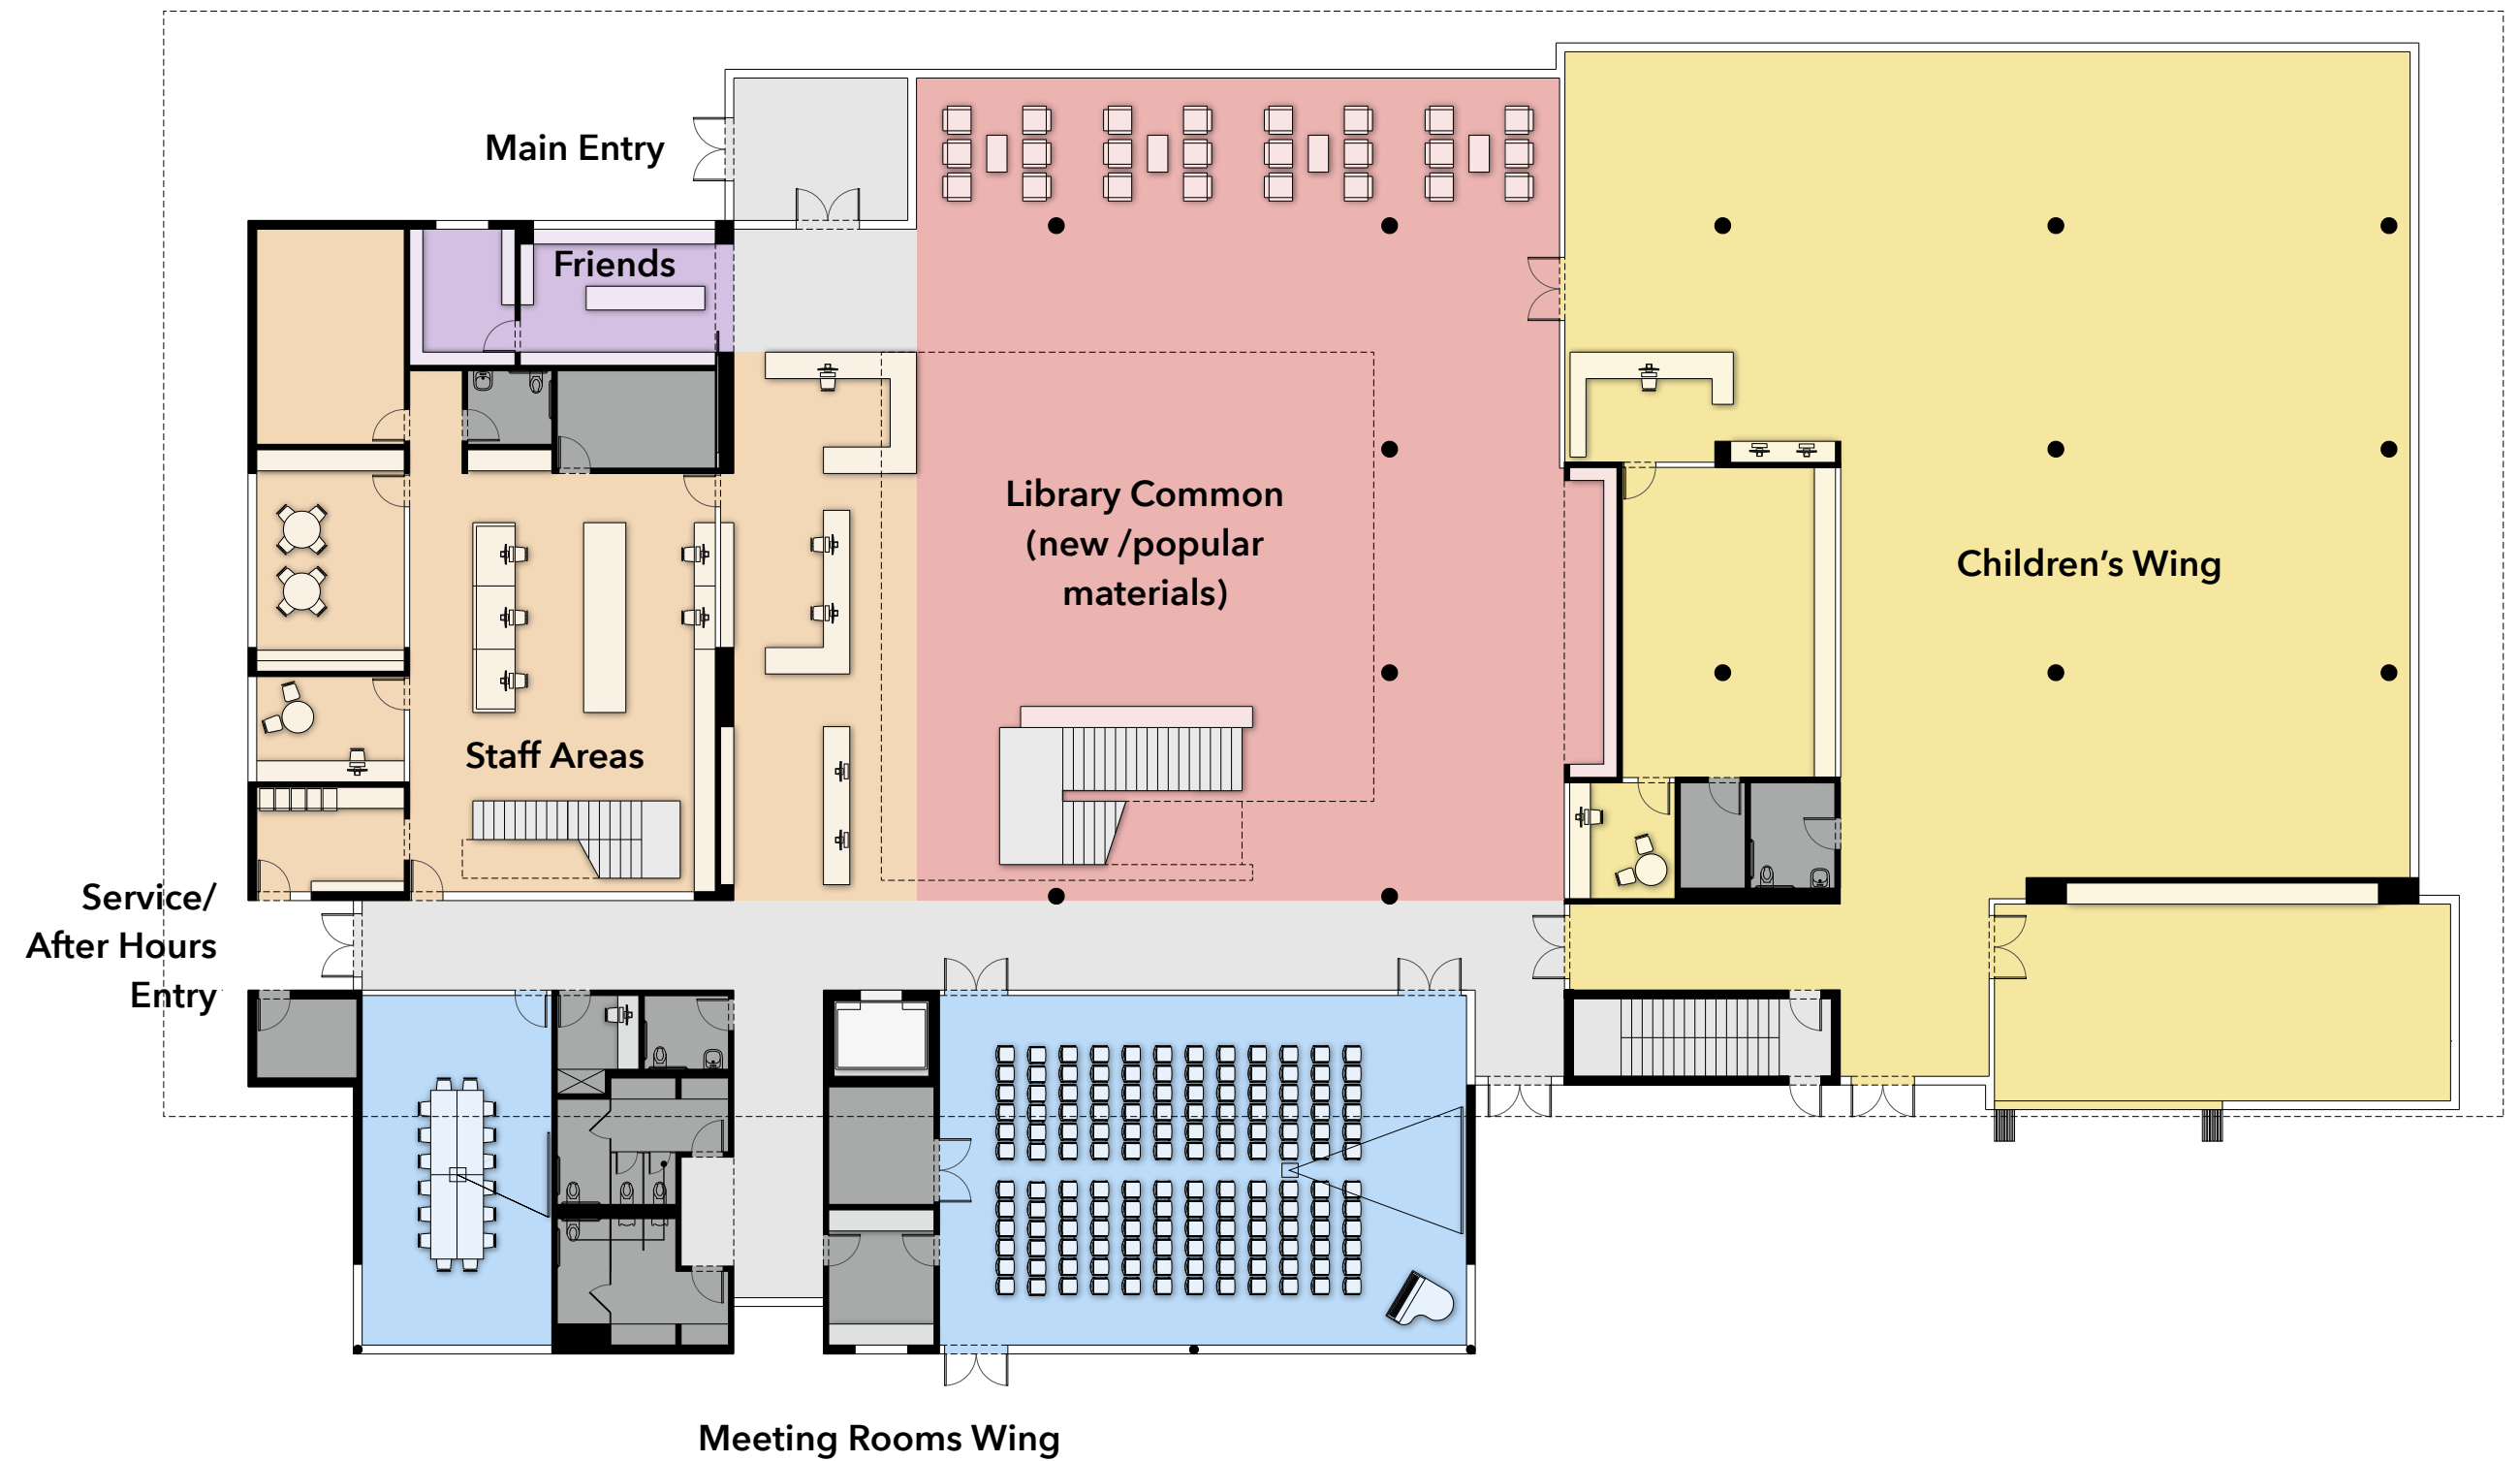 Main Entry
Friends
Library Common
(new /popular
materials)
Children’s Wing
Staff Areas
Service/
After Hours
Entry
Meeting Rooms Wing